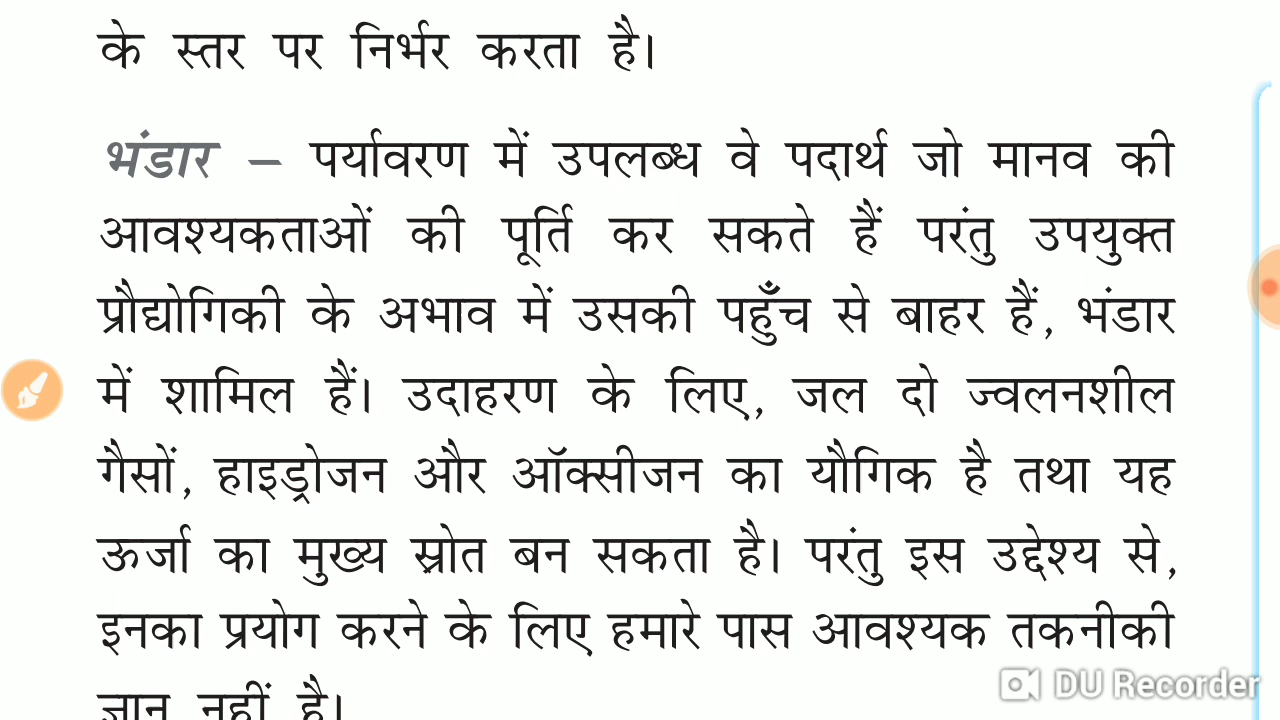 के स्तर पर निर्भर करता है।
भंडार – पर्यावरण में उपलब्ध वे पदार्थ जो मानव की
आवश्यकताओं की पूर्ति कर सकते हैं परंतु उपयुक्त
प्रौद्योगिकी के अभाव में उसकी पहुँच से बाहर हैं, भंडार
में शामिल हैं। उदाहरण के लिए, जल दो ज्वलनशील
गैसों, हाइड्रोजन और ऑक्सीजन का यौगिक है तथा यह
ऊर्जा का मुख्य स्रोत बन सकता है। परंतु इस उद्देश्य से,
इनका प्रयोग करने के लिए हमारे पास आवश्यक तकनीकी
ज्ञान नहीं है।
DU Recorder